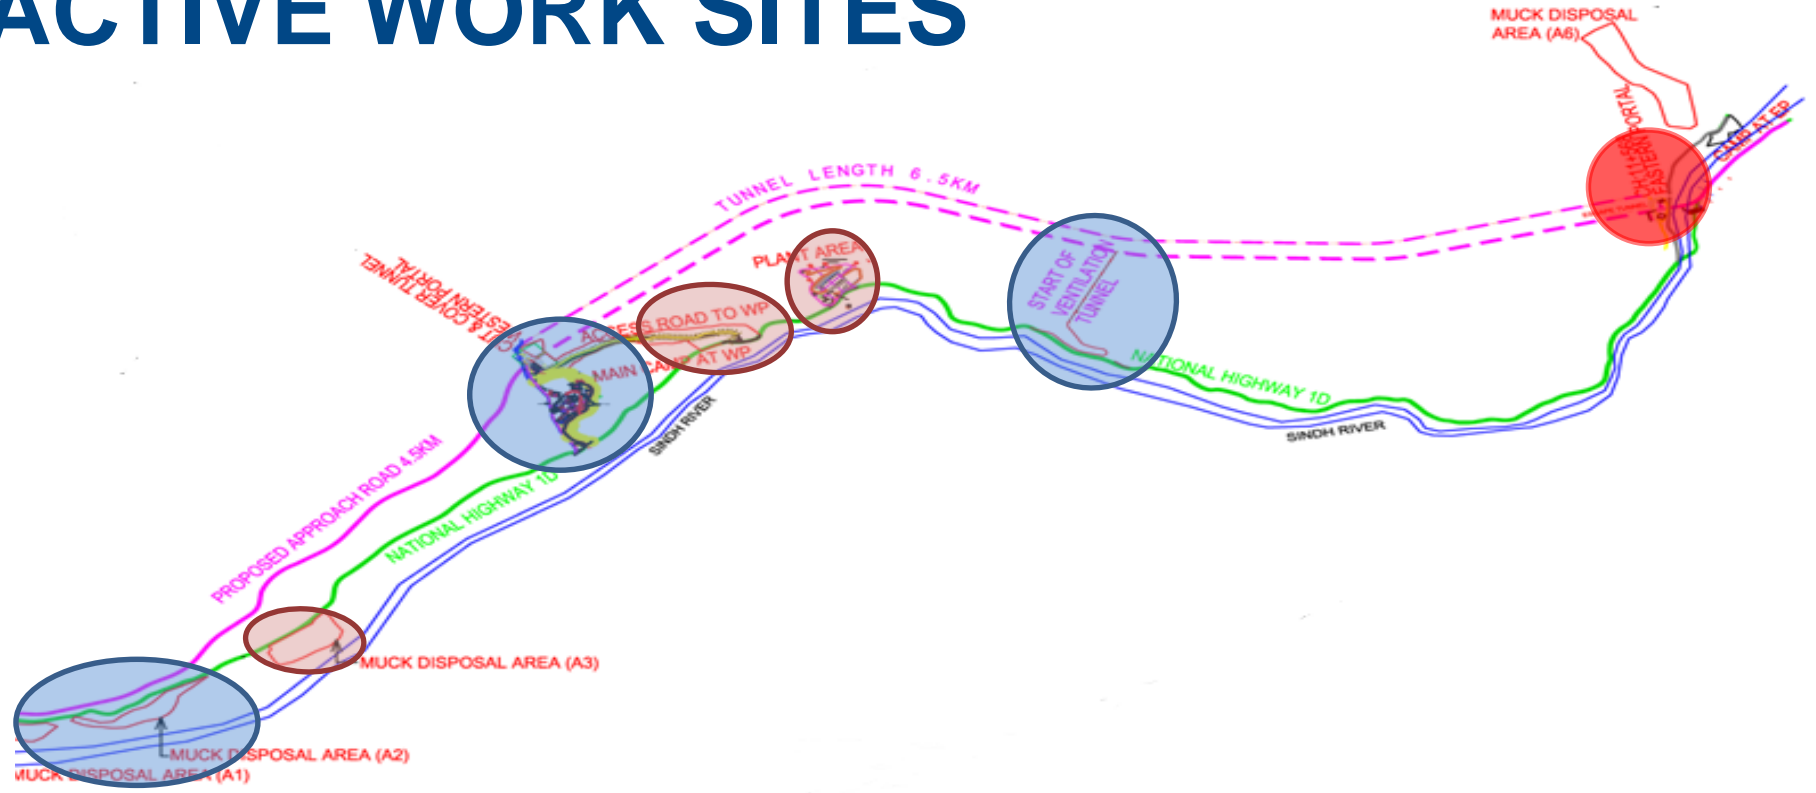 ACTIVE WORK SITES
MUCK DISPOSAL
AREA (A6)
EASTERN PORTAL
CAMP AT EP
TUNNEL LENGTH 6.5KM
PLANT AREA
START OF
VENTILATION
TUNNEL
CUT & COVER TUNNEL
WESTERN PORTAL
ACCESS ROAD TO WP
MAIN CAMP AT WP
NATIONAL HIGHWAY 1D
SINDH RIVER
SINDH RIVER
PROPOSED APPROACH ROAD 4.5KM
NATIONAL HIGHWAY 1D
MUCK DISPOSAL AREA (A3)
MUCK DISPOSAL AREA (A2)
MUCK DISPOSAL AREA (A1)